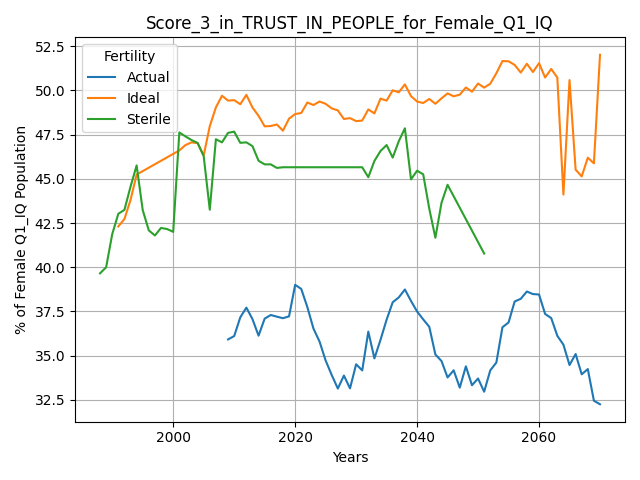 Score_3_in_TRUST_IN_PEOPLE_for_Female_Q1_IQ
Fertility
Actual
Ideal
Sterile
% of Female Q1_IQ Population
52.5
50.0
47.5
45.0
42.5
40.0
37.5
35.0
32.5
2000
2020
2040
2060
Years